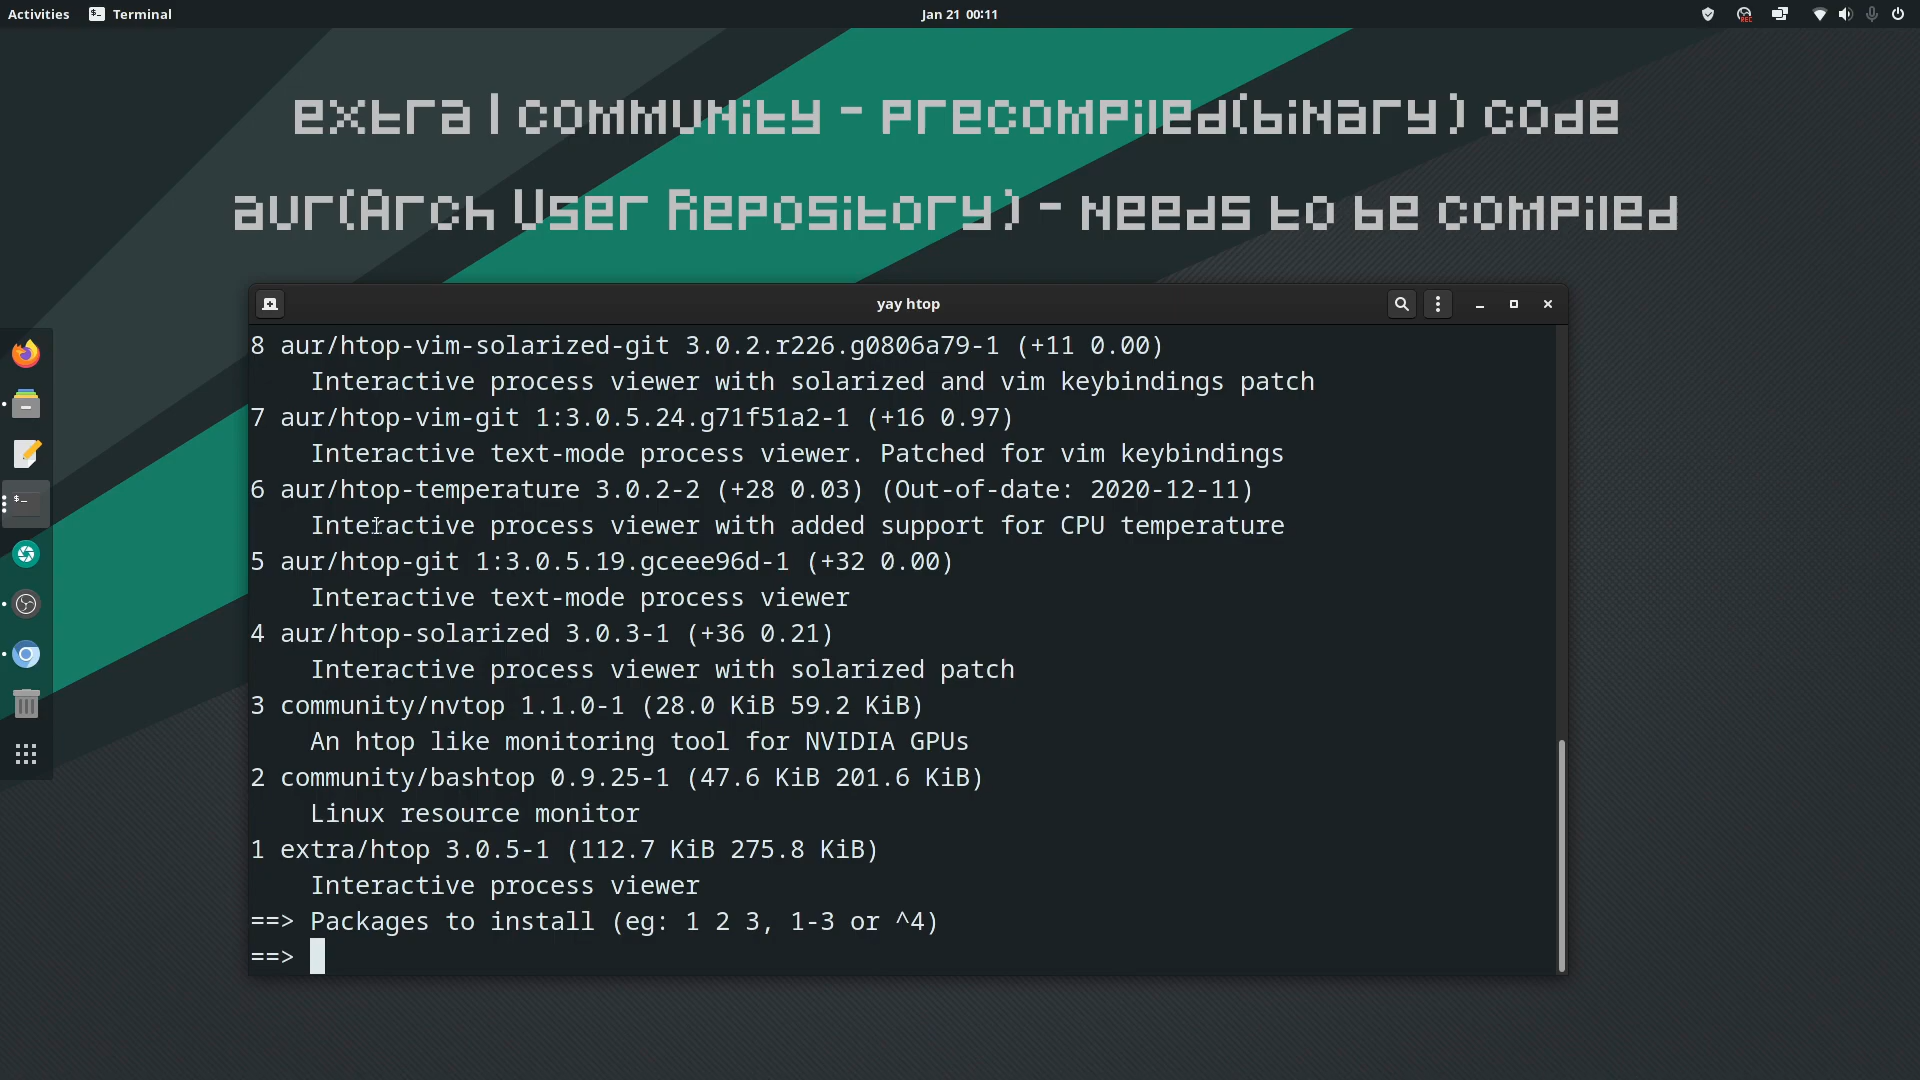 Activities
Terminal
Jan 21 00:11
REC
extra | community - precompiled(binary) code
aur(Arch User Repository) - needs to be compiled
yay htop
8 aur/htop-vim-solarized-git 3.0.2.r226.g0806a79-1 (+11 0.00)
Interactive process viewer with solarized and vim keybindings patch
7 aur/htop-vim-git 1:3.0.5.24.g71f51a2-1 (+16 0.97)
Interactive text-mode process viewer. Patched for vim keybindings
6 aur/htop-temperature 3.0.2-2 (+28 0.03) (Out-of-date: 2020-12-11)
Interactive process viewer with added support for CPU temperature
5 aur/htop-git 1:3.0.5.19.gceee96d-1 (+32 0.00)
Interactive text-mode process viewer
4 aur/htop-solarized 3.0.3-1 (+36 0.21)
Interactive process viewer with solarized patch
3 community/nvtop 1.1.0-1 (28.0 KiB 59.2 KiB)
An htop like monitoring tool for NVIDIA GPUs
2 community/bashtop 0.9.25-1 (47.6 KiB 201.6 KiB)
Linux resource monitor
1 extra/htop 3.0.5-1 (112.7 KiB 275.8 KiB)
Interactive process viewer
==> Packages to install (eg: 1 2 3, 1-3 or ^4)
==>